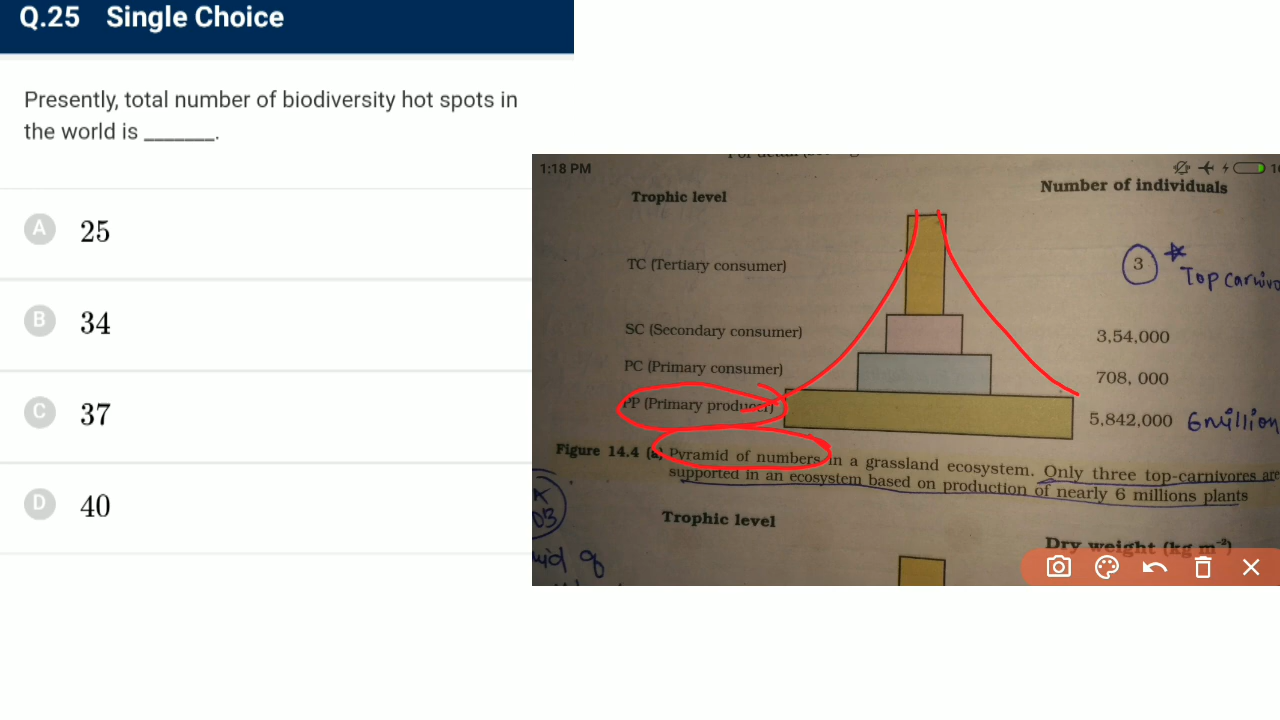 Q.25 Single Choice
Presently, total number of biodiversity hot spots in
the world is _______.
A 25
B 34
C 37
D 40
1:18 PM
Trophic level
Number of individuals
TC (Tertiary consumer)
3
Top
SC (Secondary consumer)
3,54,000
PC (Primary consumer)
708, 000
PP (Primary producer)
5,842,000 6 million
Figure 14.4 (a) Pyramid of numbers in a grassland ecosystem. Only three top-carnivores are
supported in an ecosystem based on production of nearly 6 millions plants
Trophic level
Dry weight (kg m⁻²)